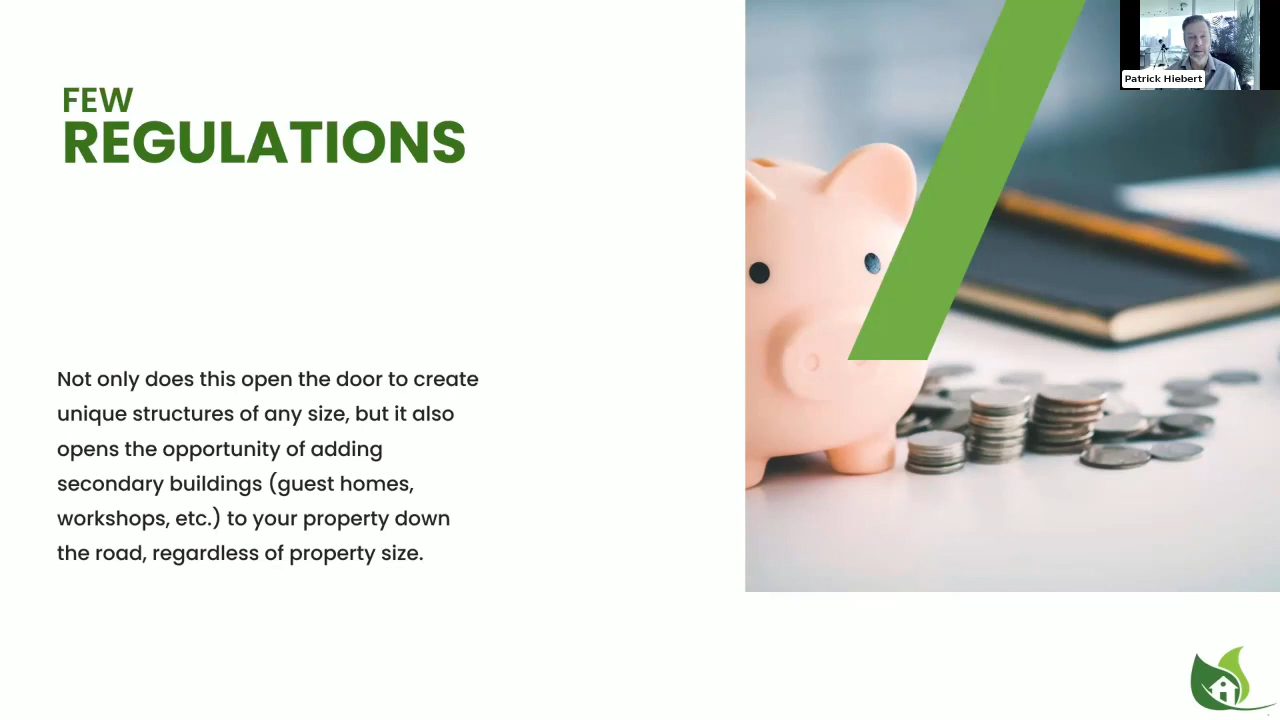 FEW
REGULATIONS
Not only does this open the door to create
unique structures of any size, but it also
opens the opportunity of adding
secondary buildings (guest homes,
workshops, etc.) to your property down
the road, regardless of property size.
Patrick Hiebert